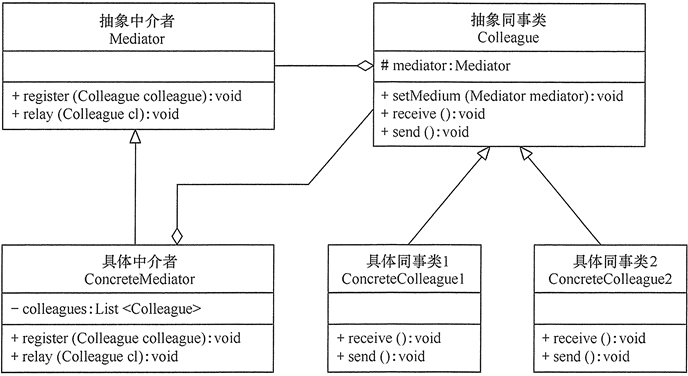 抽象中介者
Mediator
+ register (Colleague colleague): void
+ relay (Colleague cl): void
抽象同事类
Colleague
# mediator: Mediator
+ setMedium (Mediator mediator): void
+ receive (): void
+ send (): void
具体中介者
ConcreteMediator
− colleagues: List <Colleague>
+ register (Colleague colleague): void
+ relay (Colleague cl): void
具体同事类1
ConcreteColleague1
+ receive (): void
+ send (): void
具体同事类2
ConcreteColleague2
+ receive (): void
+ send (): void